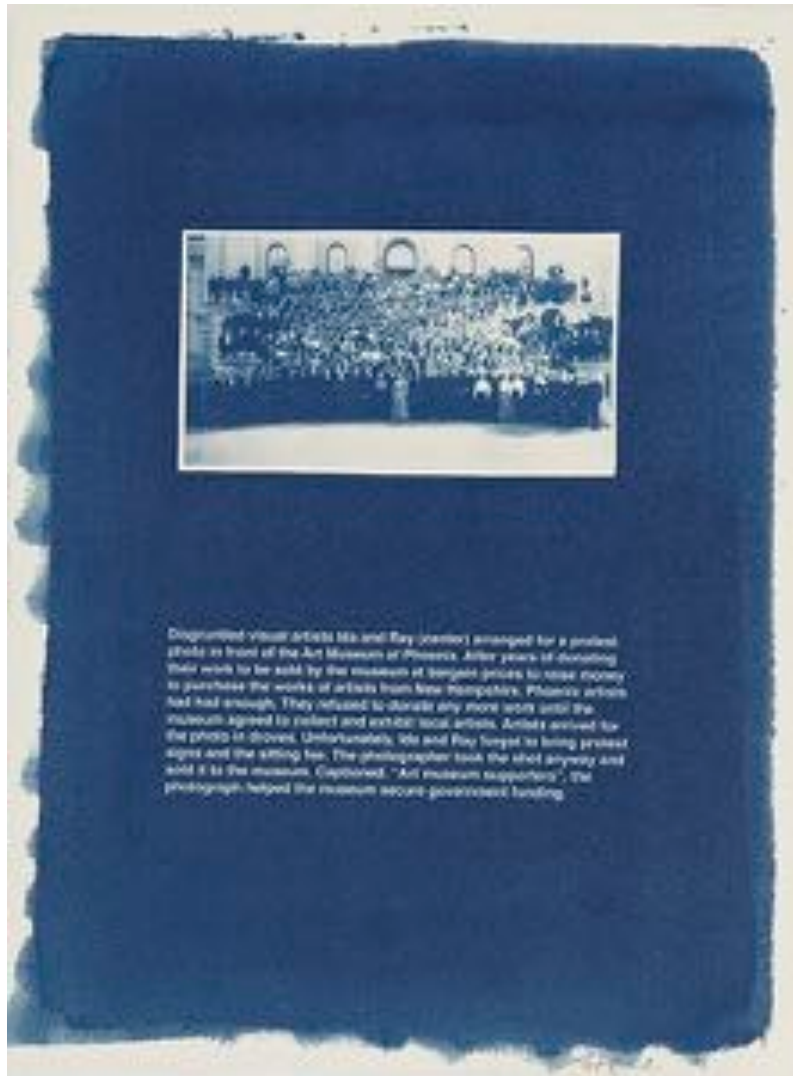 Disgruntled visual artists Ida and Ray (center) arranged for a protest
photo in front of the Art Museum of Phoenix. After years of donating
their work to be sold by the museum at bargain prices to raise money
to purchase the works of artists from New Hampshire, Phoenix artists
had had enough. They refused to donate any more work until the
museum agreed to collect and exhibit local artists. Artists arrived for
the photo in droves. Unfortunately, Ida and Ray forgot to bring protest
signs and the sitting fee. The photographer took the shot anyway and
sold it to the museum. Captioned, "Art museum supporters", the
photograph helped the museum secure government funding.